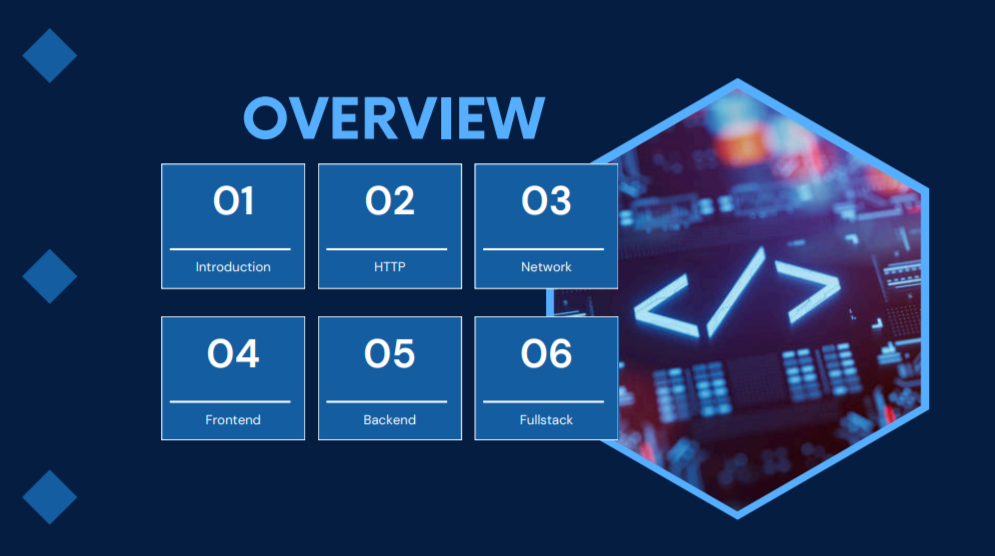 OVERVIEW
01
Introduction
02
HTTP
03
Network
04
Frontend
05
Backend
06
Fullstack
</>